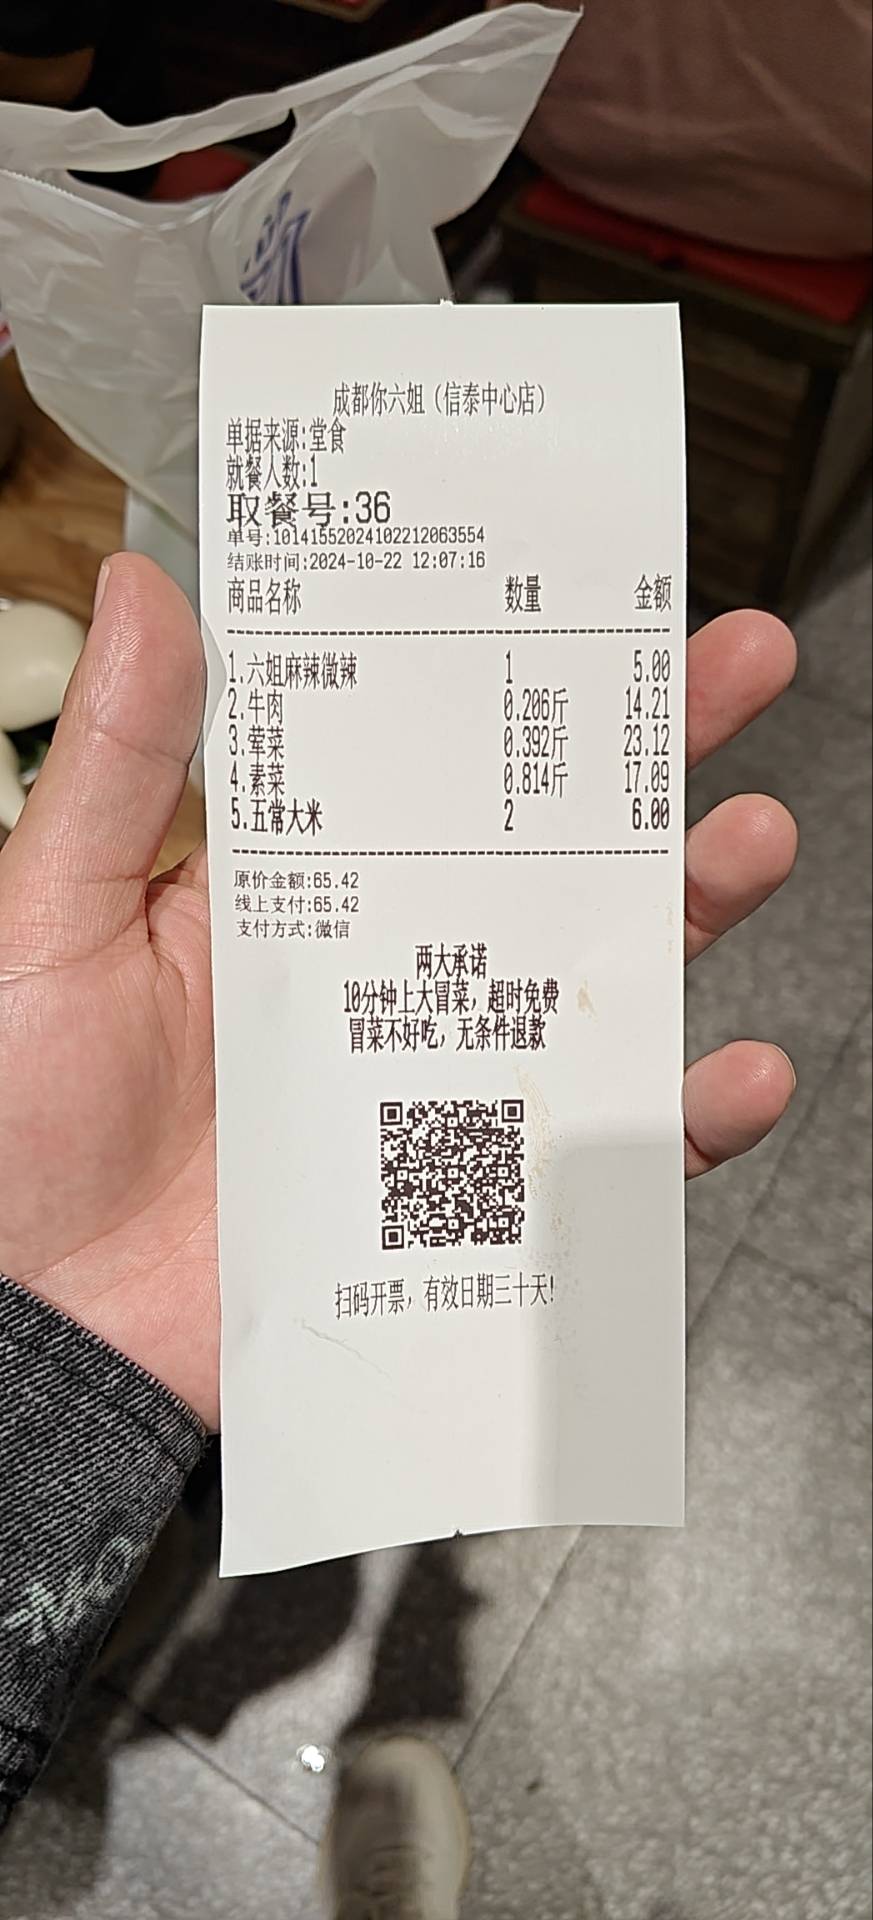 成都你六姐（信泰中心店）
单据来源:堂食
就餐人数:1
取餐号:36
单号:10141552024102212063554
结账时间:2024-10-22 12:07:16
商品名称 数量 金额
1.六姐麻辣微辣 1 5.00
2.牛肉 0.206斤 14.21
3.荤菜 0.392斤 23.12
4.素菜 0.814斤 17.09
5.五常大米 2 6.00
原价金额:65.42
线上支付:65.42
支付方式:微信
两大承诺
10分钟上大冒菜，超时免费
冒菜不好吃，无条件退款
扫码开票，有效日期三十天!